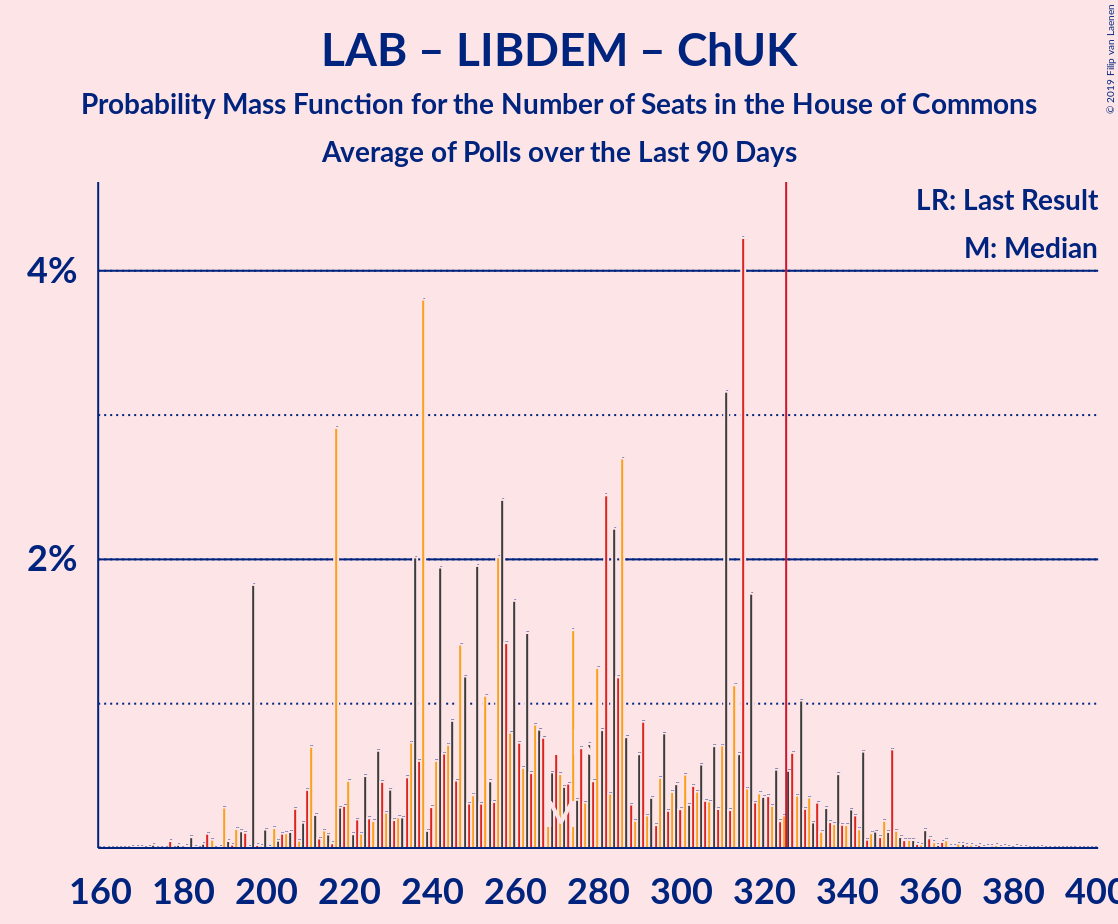 LAB – LIBDEM – ChUK
Probability Mass Function for the Number of Seats in the House of Commons
Average of Polls over the Last 90 Days
© 2019 Filip van Laenen
LR: Last Result
M: Median
4%
2%
M
160 180 200 220 240 260 280 300 320 340 360 380 400